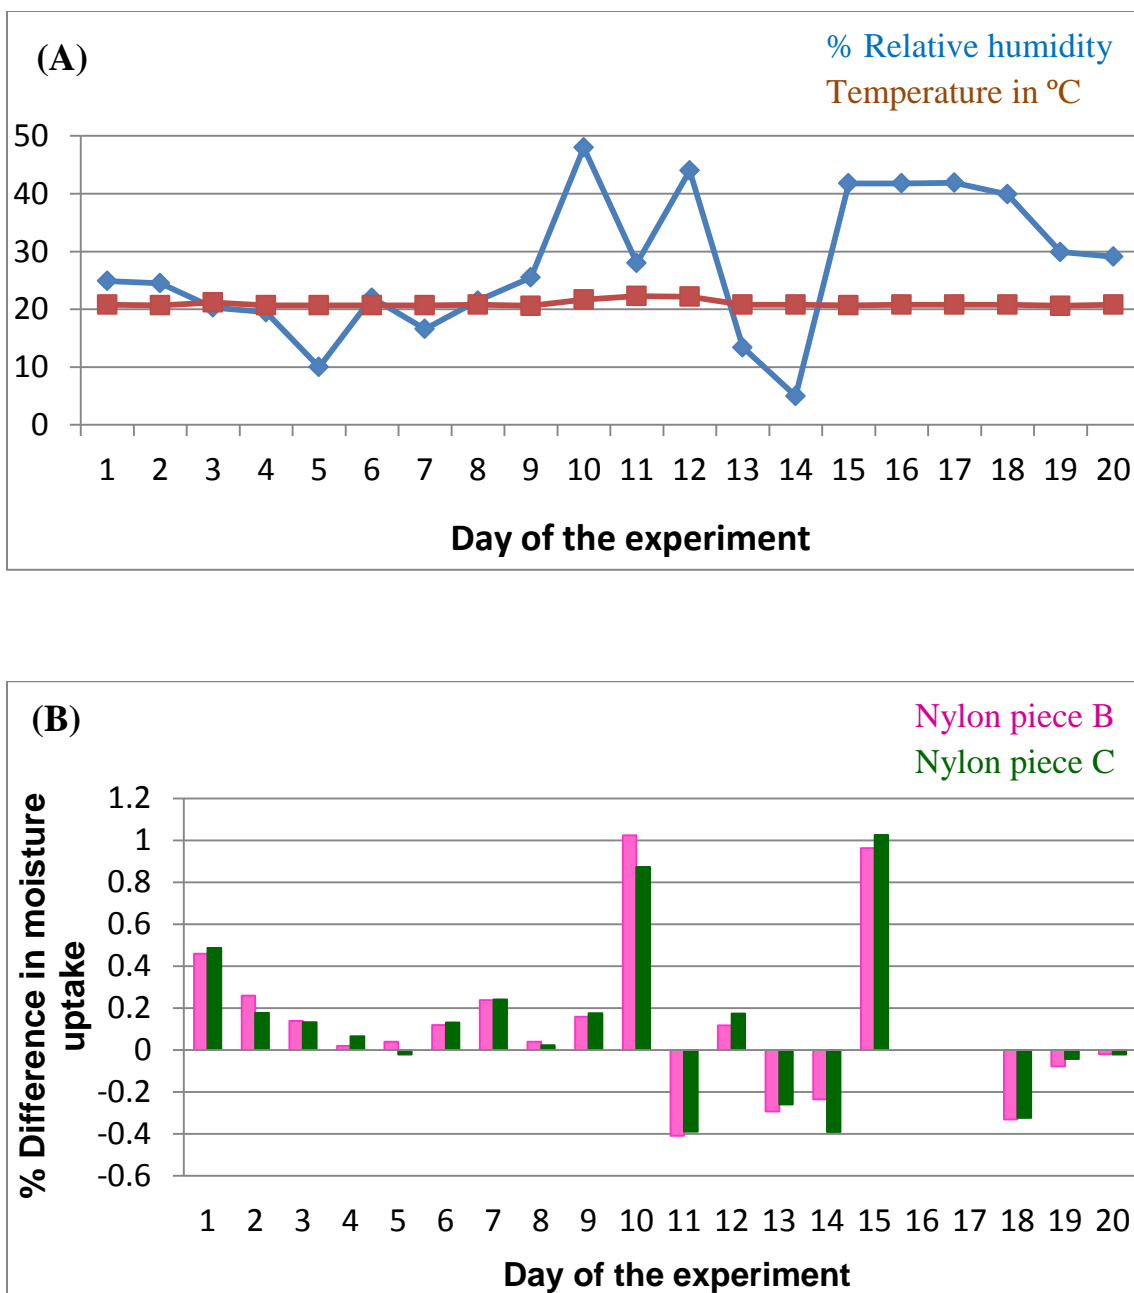 (A)
% Relative humidity
Temperature in ºC
50
40
30
20
10
0
1 2 3 4 5 6 7 8 9 10 11 12 13 14 15 16 17 18 19 20
Day of the experiment
(B)
Nylon piece B
Nylon piece C
% Difference in moisture
uptake
1.2
1
0.8
0.6
0.4
0.2
0
-0.2
-0.4
-0.6
1 2 3 4 5 6 7 8 9 10 11 12 13 14 15 16 17 18 19 20
Day of the experiment